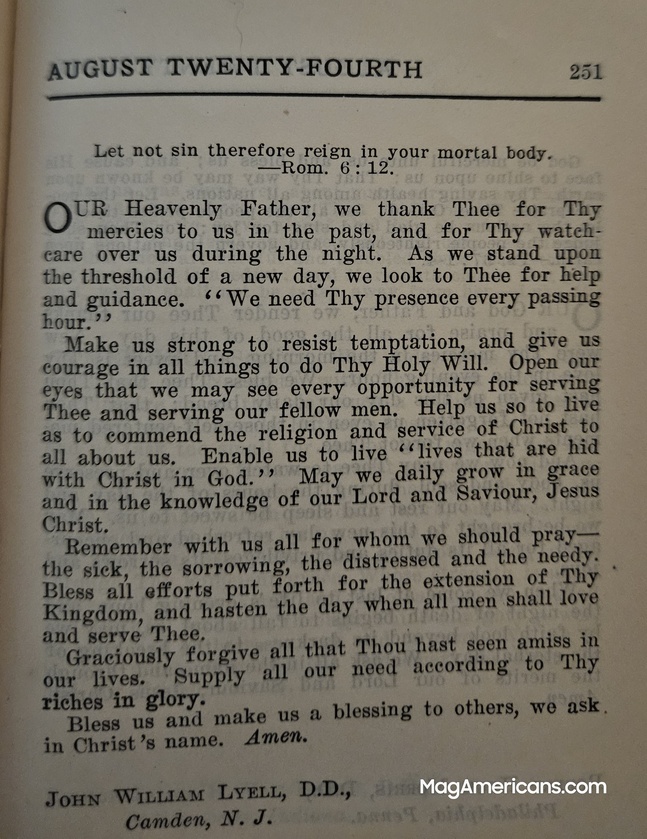 AUGUST TWENTY-FOURTH 251
Let not sin therefore reign in your mortal body.
—Rom. 6:12.
OUR Heavenly Father, we thank Thee for Thy
mercies to us in the past, and for Thy watch-
care over us during the night. As we stand upon
the threshold of a new day, we look to Thee for help
and guidance. “We need Thy presence every passing
hour.”
Make us strong to resist temptation, and give us
courage in all things to do Thy Holy Will. Open our
eyes that we may see every opportunity for serving
Thee and serving our fellow men. Help us so to live
as to commend the religion and service of Christ to
all about us. Enable us to live “lives that are hid
with Christ in God.” May we daily grow in grace
and in the knowledge of our Lord and Saviour, Jesus
Christ.
Remember with us all for whom we should pray—
the sick, the sorrowing, the distressed and the needy.
Bless all efforts put forth for the extension of Thy
Kingdom, and hasten the day when all men shall love
and serve Thee.
Graciously forgive all that Thou hast seen amiss in
our lives. Supply all our need according to Thy
riches in glory.
Bless us and make us a blessing to others, we ask
in Christ's name. Amen.
MagAmericans.com
JOHN WILLIAM LYELL, D.D.,
Camden, N. J.